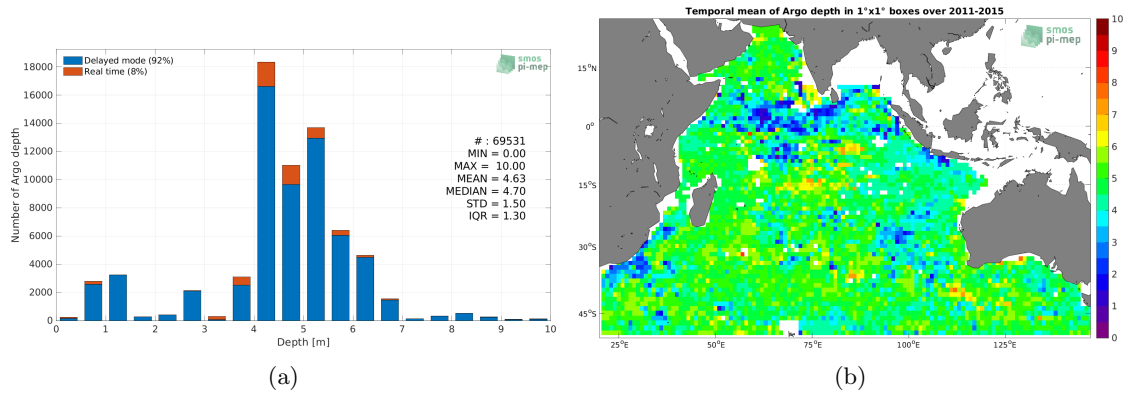 Delayed mode (92%)
Real time (8%)
smos
pi-mep
# : 69531
MIN = 0.00
MAX = 10.00
MEAN = 4.63
MEDIAN = 4.70
STD = 1.50
IQR = 1.30
Number of Argo depth
18000
16000
14000
12000
10000
8000
6000
4000
2000
0
0 1 2 3 4 5 6 7 8 9 10
Depth [m]
(a)
Temporal mean of Argo depth in 1°x1° boxes over 2011-2015
smos
pi-mep
15°N
0°
15°S
30°S
45°S
25°E 50°E 75°E 100°E 125°E
10
9
8
7
6
5
4
3
2
1
0
(b)